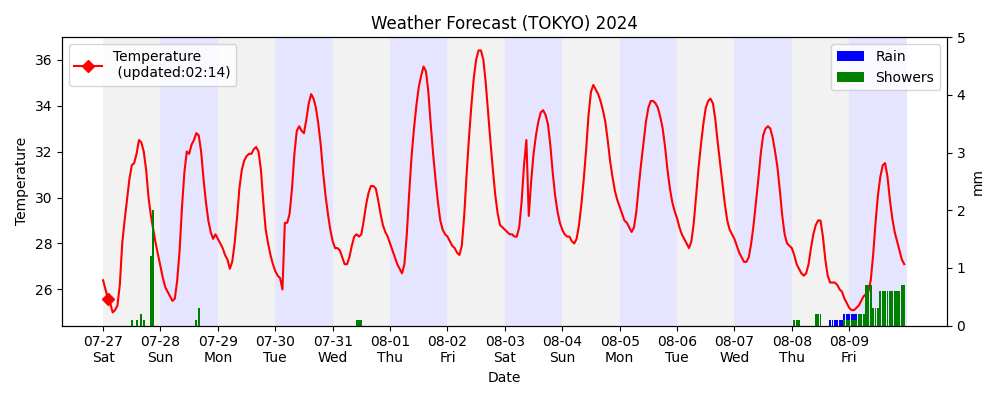 Weather Forecast (TOKYO) 2024
Temperature
(updated:02:14)
Rain
Showers
Temperature
36
34
32
30
28
26
5
4
3
2
1
0
mm
07-27 07-28 07-29 07-30 07-31 08-01 08-02 08-03 08-04 08-05 08-06 08-07 08-08 08-09
Sat Sun Mon Tue Wed Thu Fri Sat Sun Mon Tue Wed Thu Fri
Date